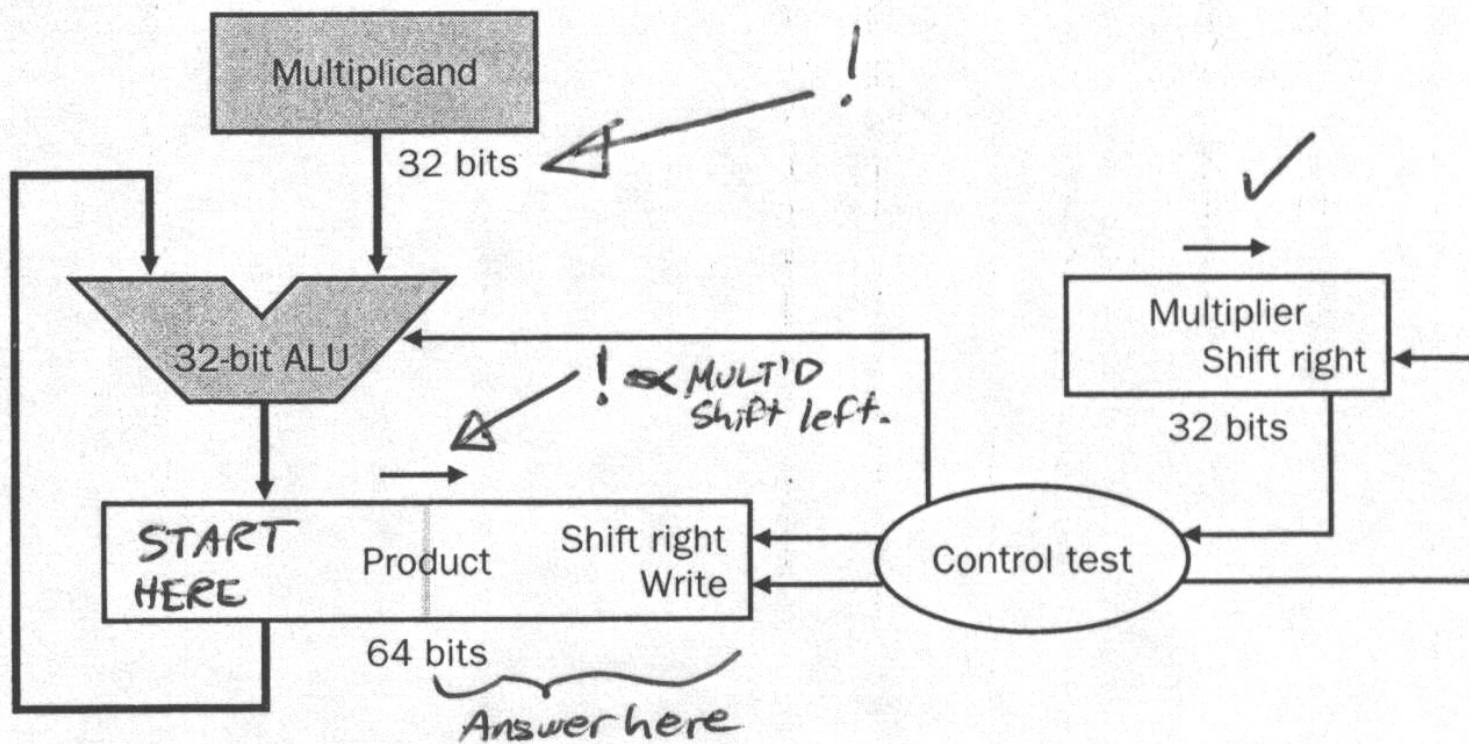 Multiplicand
!
32 bits
✓
32-bit ALU
Multiplier
Shift right
32 bits
! MULT'D
Shift left.
START
HERE
Product
Shift right
Write
Control test
64 bits
Answer here